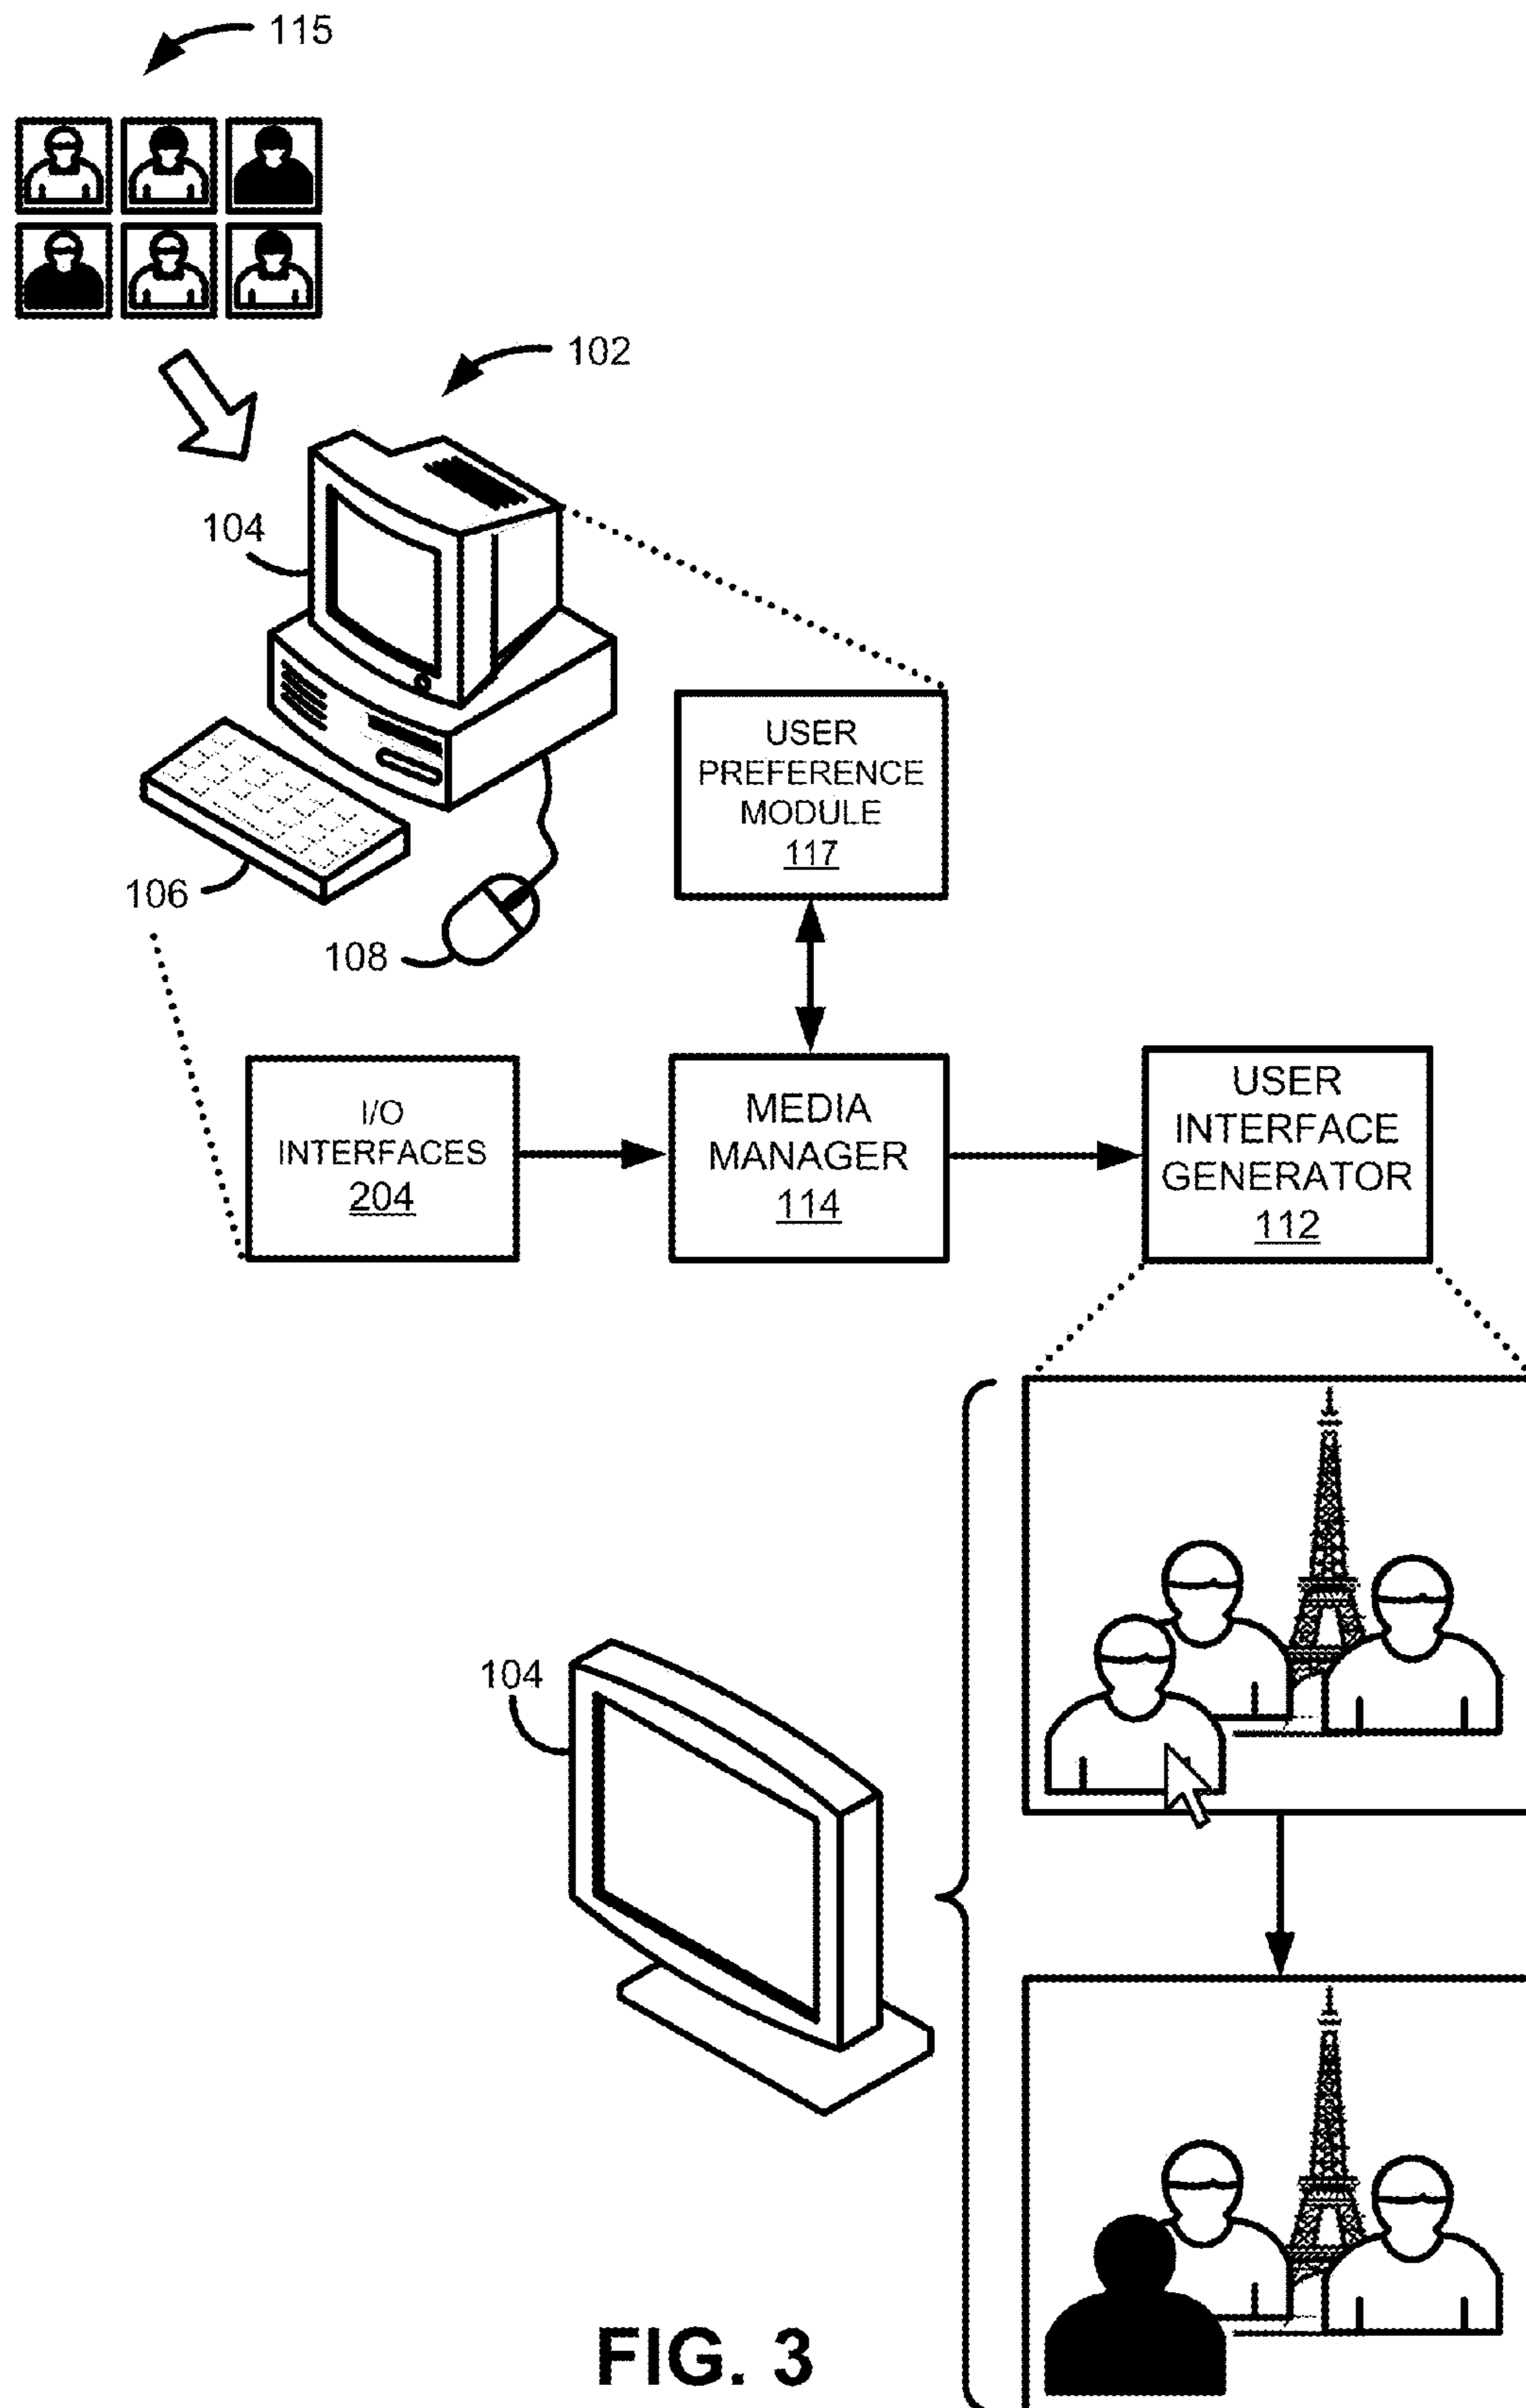 115
102
104
USER
PREFERENCE
MODULE
117
106
108
I/O
INTERFACES
204
MEDIA
MANAGER
114
USER
INTERFACE
GENERATOR
112
104
FIG. 3